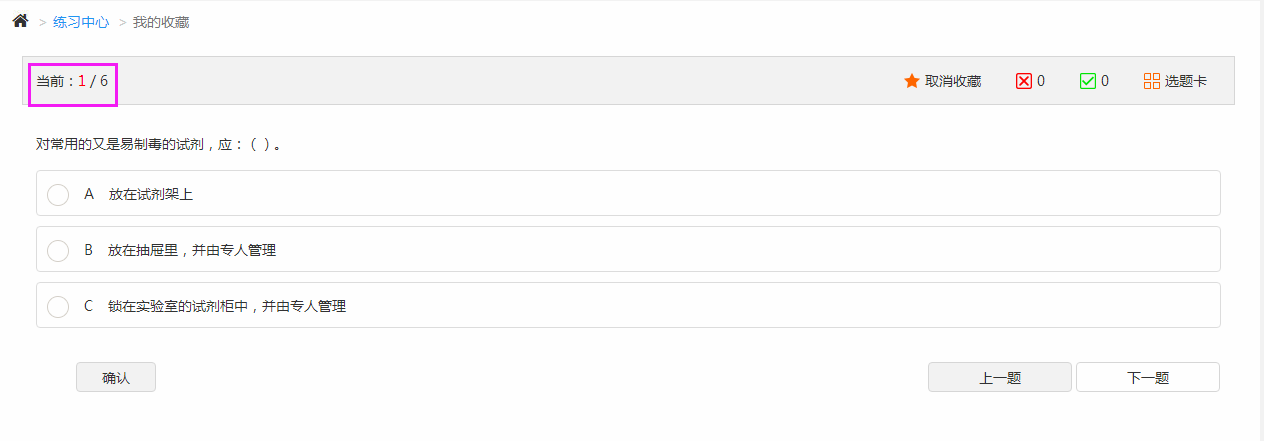 > 练习中心 > 我的收藏
当前：1 / 6 取消收藏 0 0 选题卡
对常用的又是易制毒的试剂，应：（ ）。
A 放在试剂架上
B 放在抽屉里，并由专人管理
C 锁在实验室的试剂柜中，并由专人管理
确认 上一题 下一题